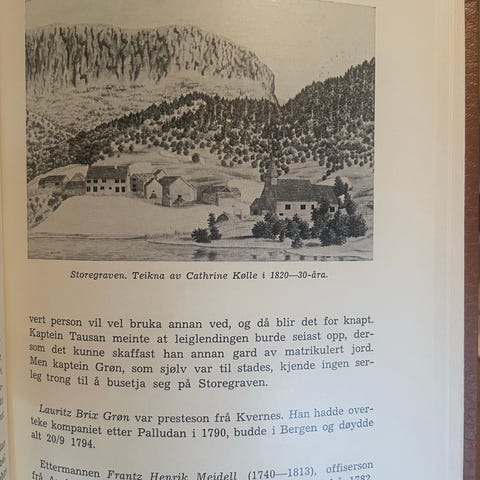 Storegraven. Teikna av Cathrine Kølle i 1820—30-åra.
vert person vil vel bruka annan ved, og då blir det for knapt.
Kaptein Tausan meinte at leiglendingen burde seiast opp, der-
som det kunne skaffast han annan gard av matrikulert jord.
Men kaptein Grøn, som sjølv var til stades, kjende ingen ser-
leg trong til å busetja seg på Storegraven.
Lauritz Brix Grøn var presteson frå Kvernes. Han hadde over-
teke kompaniet etter Palludan i 1790, budde i Bergen og døydde
alt 20/9 1794.
Ettermannen Frantz Henrik Meidell (1740—1813), offiserson
1782